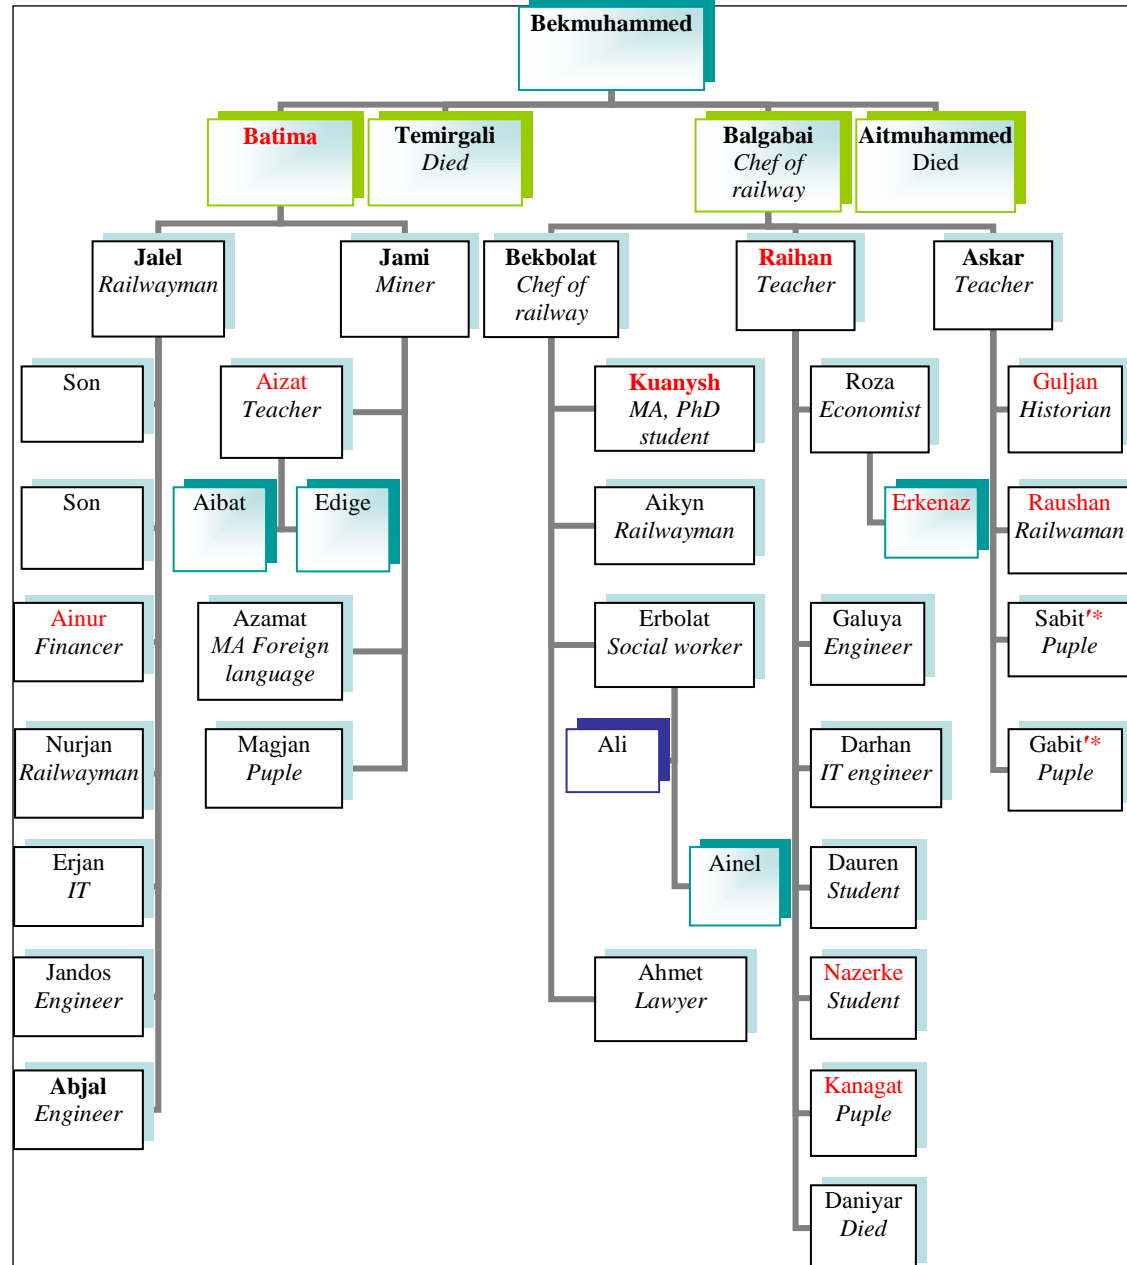 Bekmuhammed
Batima
Temirgali
Died
Balgabai
Chef of
railway
Aitmuhammed
Died
Jalel
Railwayman
Jami
Miner
Bekbolat
Chef of
railway
Raihan
Teacher
Askar
Teacher
Son
Aizat
Teacher
Kuanysh
MA, PhD
student
Roza
Economist
Guljan
Historian
Son
Aibat
Edige
Aikyn
Railwayman
Erkenaz
Raushan
Railwaman
Ainur
Financer
Azamat
MA Foreign
language
Erbolat
Social worker
Galuya
Engineer
Sabit'*
Puple
Nurjan
Railwayman
Magjan
Puple
Ali
Darhan
IT engineer
Gabit'*
Puple
Erjan
IT
Ainel
Dauren
Student
Jandos
Engineer
Ahmet
Lawyer
Nazerke
Student
Abjal
Engineer
Kanagat
Puple
Daniyar
Died